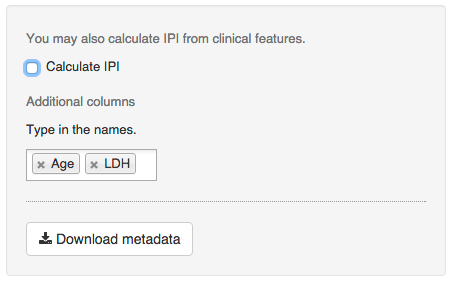 You may also calculate IPI from clinical features.
Calculate IPI
Additional columns
Type in the names.
× Age × LDH
Download metadata